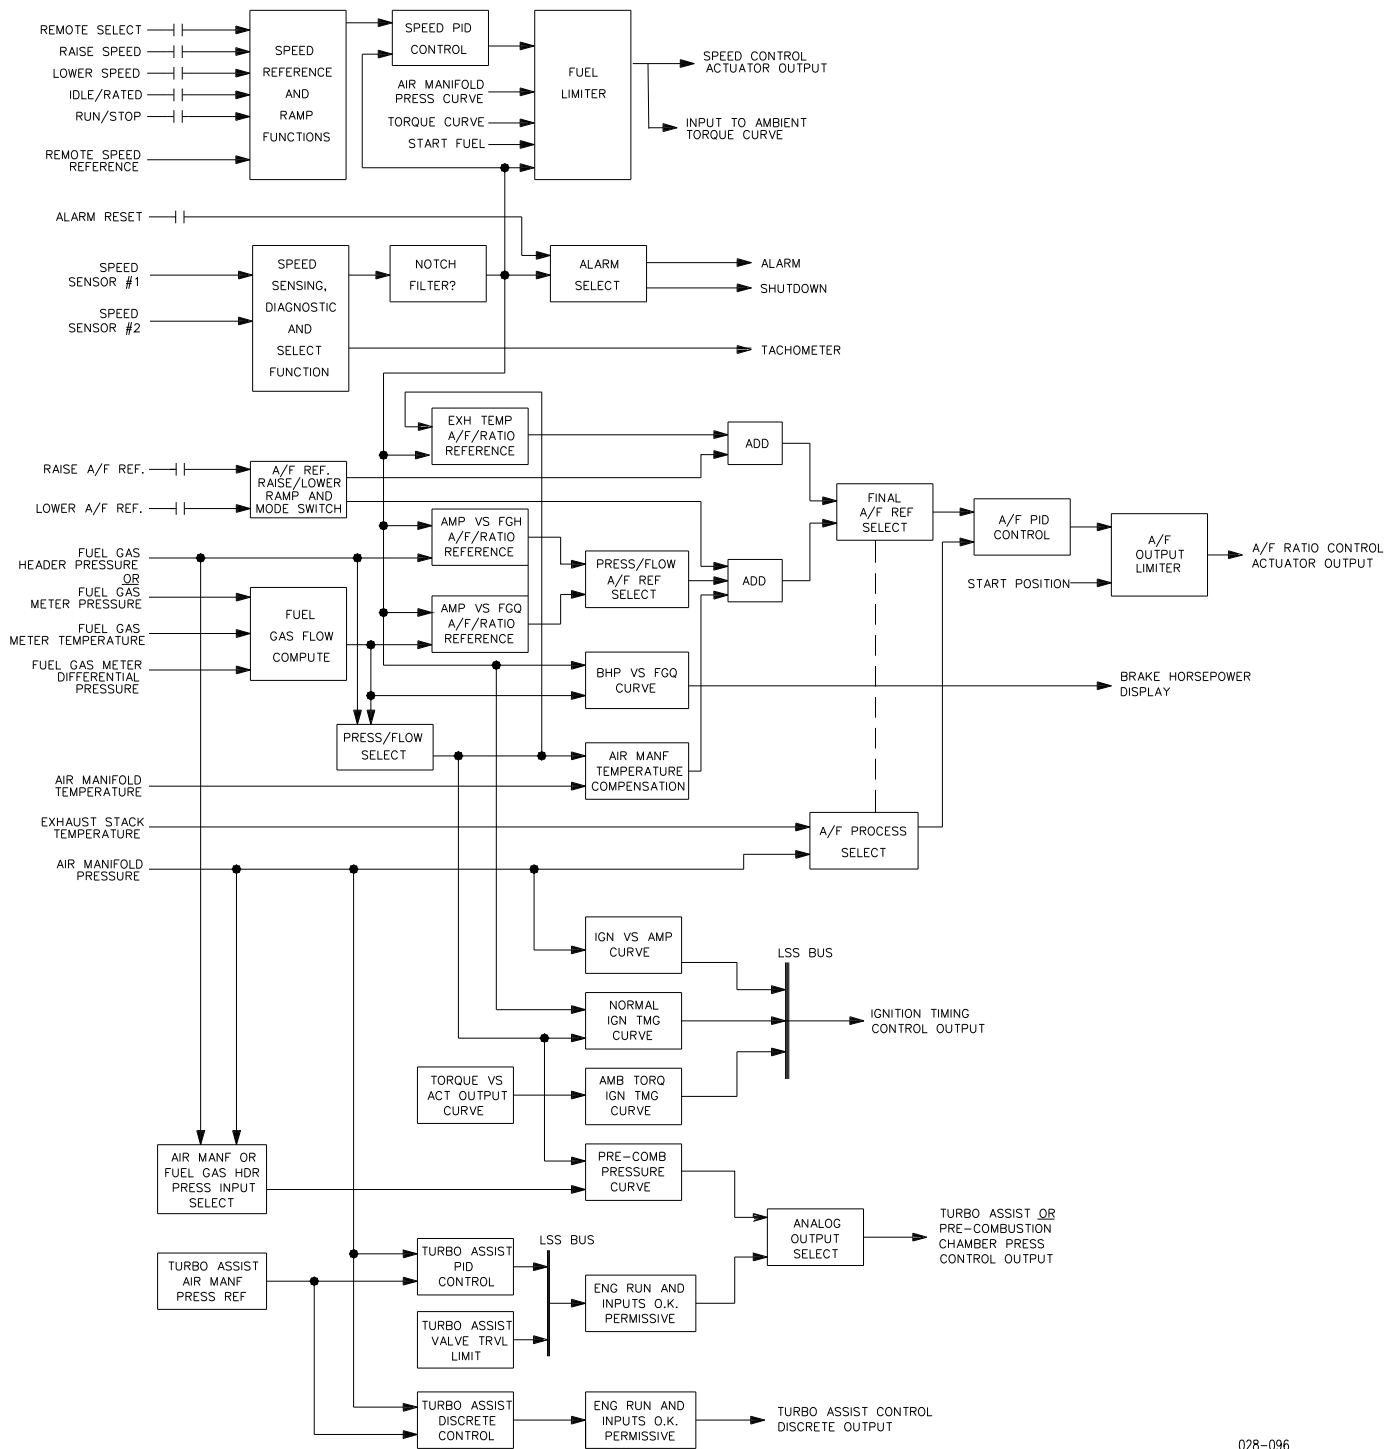 REMOTE SELECT
RAISE SPEED
LOWER SPEED
IDLE/RATED
RUN/STOP
REMOTE SPEED
REFERENCE
SPEED
REFERENCE
AND
RAMP
FUNCTIONS
SPEED PID
CONTROL
AIR MANIFOLD
PRESS CURVE
TORQUE CURVE
START FUEL
FUEL
LIMITER
SPEED CONTROL
ACTUATOR OUTPUT
INPUT TO AMBIENT
TORQUE CURVE
ALARM RESET
SPEED
SENSOR #1
SPEED
SENSOR #2
SPEED
SENSING,
DIAGNOSTIC
AND
SELECT
FUNCTION
NOTCH
FILTER?
ALARM
SELECT
ALARM
SHUTDOWN
TACHOMETER
EXH TEMP
A/F/RATIO
REFERENCE
ADD
RAISE A/F REF.
LOWER A/F REF.
A/F REF.
RAISE/LOWER
RAMP AND
MODE SWITCH
FINAL
A/F REF
SELECT
A/F PID
CONTROL
A/F
OUTPUT
LIMITER
START POSITION
A/F RATIO CONTROL
ACTUATOR OUTPUT
AMP VS FGH
A/F/RATIO
REFERENCE
PRESS/FLOW
A/F REF
SELECT
ADD
FUEL GAS
HEADER PRESSURE
OR
FUEL GAS
METER PRESSURE
FUEL GAS
METER TEMPERATURE
FUEL GAS METER
DIFFERENTIAL
PRESSURE
FUEL
GAS FLOW
COMPUTE
AMP VS FGQ
A/F/RATIO
REFERENCE
BHP VS FGQ
CURVE
BRAKE HORSEPOWER
DISPLAY
PRESS/FLOW
SELECT
AIR MANF
TEMPERATURE
COMPENSATION
AIR MANIFOLD
TEMPERATURE
EXHAUST STACK
TEMPERATURE
A/F PROCESS
SELECT
AIR MANIFOLD
PRESSURE
IGN VS AMP
CURVE
LSS BUS
NORMAL
IGN TMG
CURVE
IGNITION TIMING
CONTROL OUTPUT
TORQUE VS
ACT OUTPUT
CURVE
AMB TORQ
IGN TMG
CURVE
AIR MANF OR
FUEL GAS HDR
PRESS INPUT
SELECT
PRE-COMB
PRESSURE
CURVE
ANALOG
OUTPUT
SELECT
TURBO ASSIST OR
PRE-COMBUSTION
CHAMBER PRESS
CONTROL OUTPUT
TURBO ASSIST
AIR MANF
PRESS REF
TURBO ASSIST
PID
CONTROL
LSS BUS
ENG RUN AND
INPUTS O.K.
PERMISSIVE
TURBO ASSIST
VALVE TRVL
LIMIT
TURBO ASSIST
DISCRETE
CONTROL
ENG RUN AND
INPUTS O.K.
PERMISSIVE
TURBO ASSIST CONTROL
DISCRETE OUTPUT
028-096